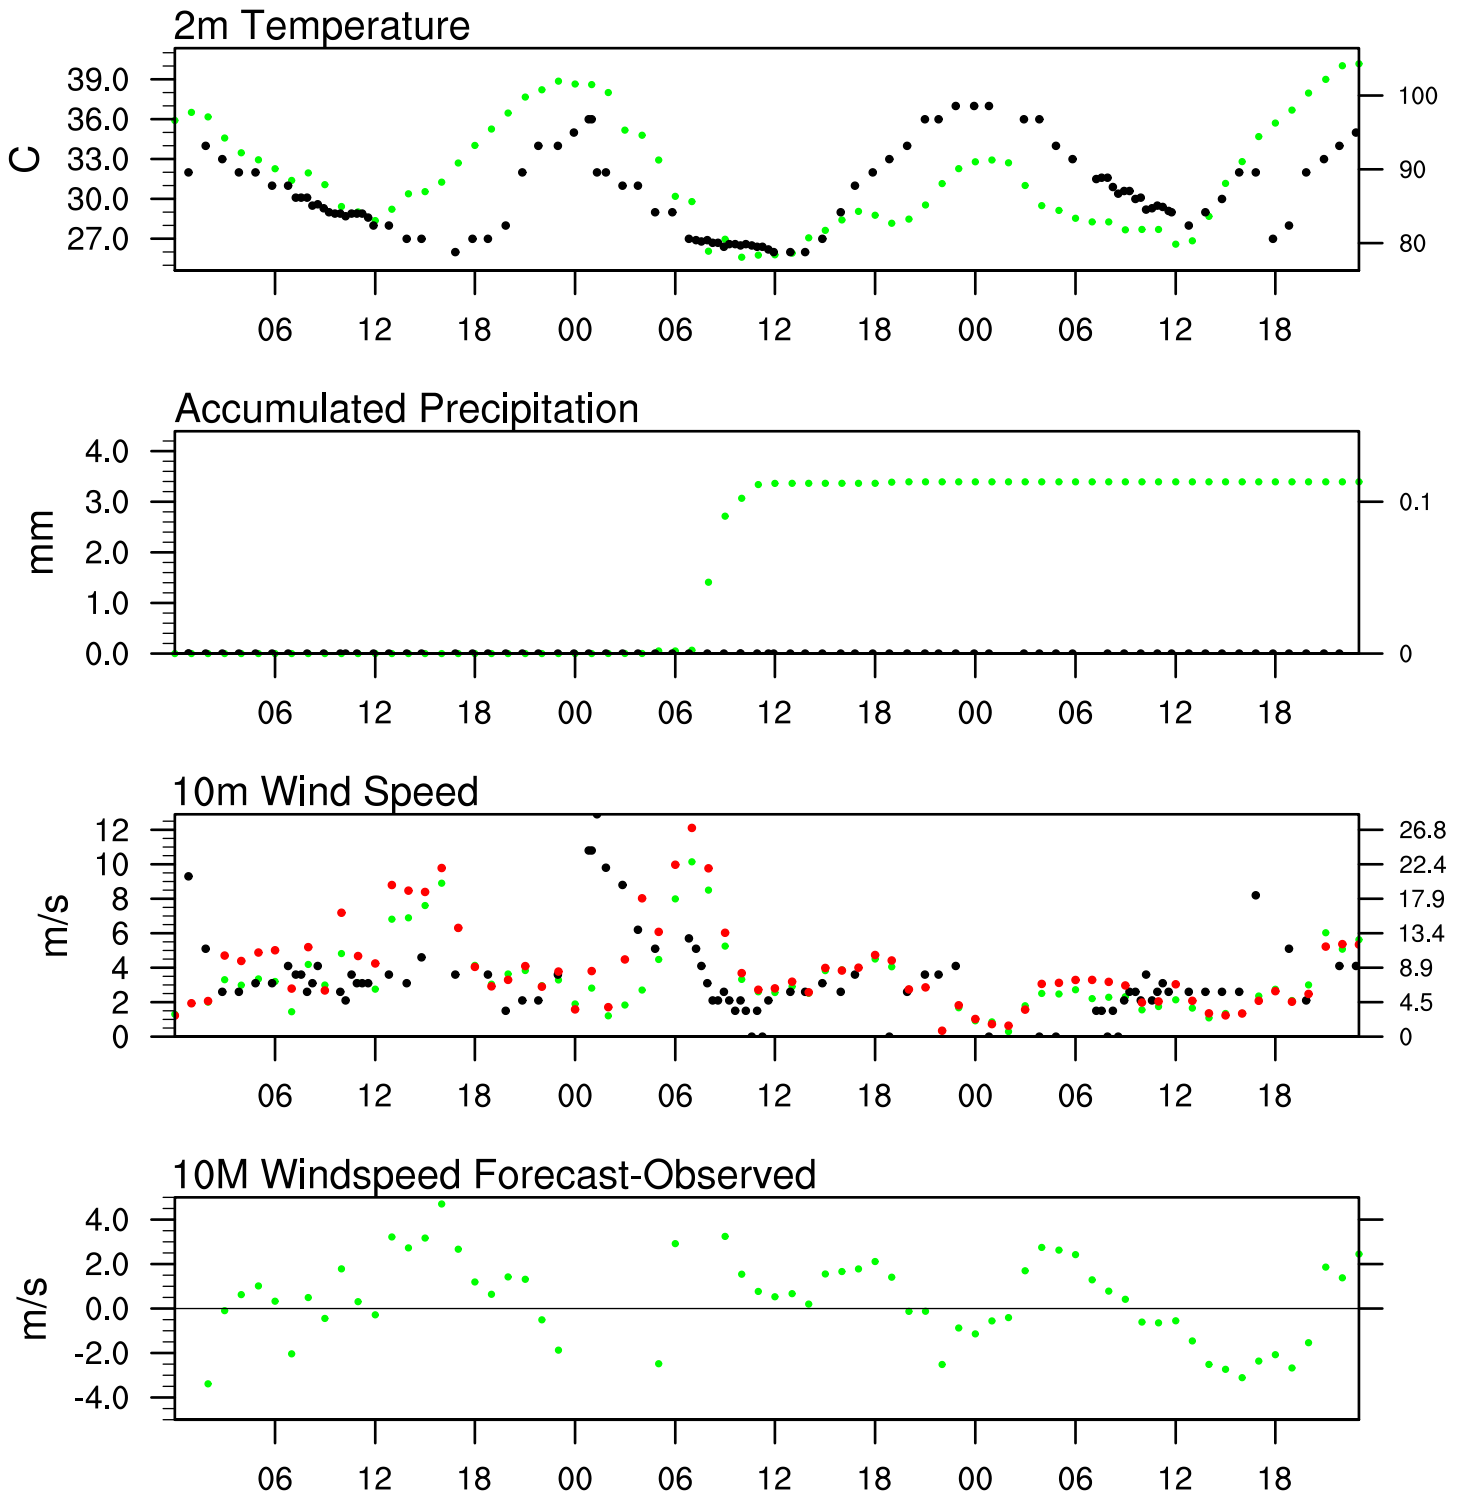 2m Temperature
39.0
36.0
33.0
30.0
27.0
C
100
90
80
06 12 18 00 06 12 18 00 06 12 18
Accumulated Precipitation
4.0
3.0
2.0
1.0
0.0
mm
0.1
0
06 12 18 00 06 12 18 00 06 12 18
10m Wind Speed
12
10
8
6
4
2
0
m/s
26.8
22.4
17.9
13.4
8.9
4.5
0
06 12 18 00 06 12 18 00 06 12 18
10M Windspeed Forecast-Observed
4.0
2.0
0.0
-2.0
-4.0
m/s
06 12 18 00 06 12 18 00 06 12 18